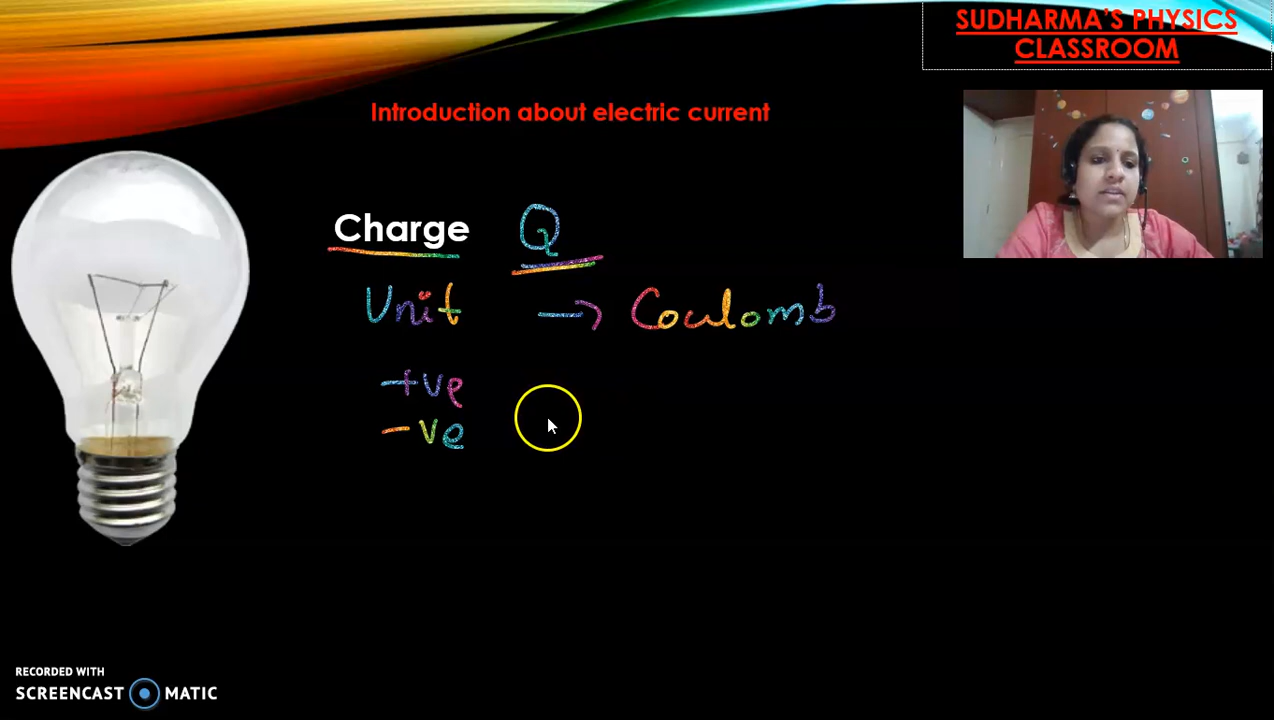 SUDHARMA'S PHYSICS
CLASSROOM
Introduction about electric current
Charge Q
Unit → Coulomb
+ve
-ve
RECORDED WITH
SCREENCAST MATIC